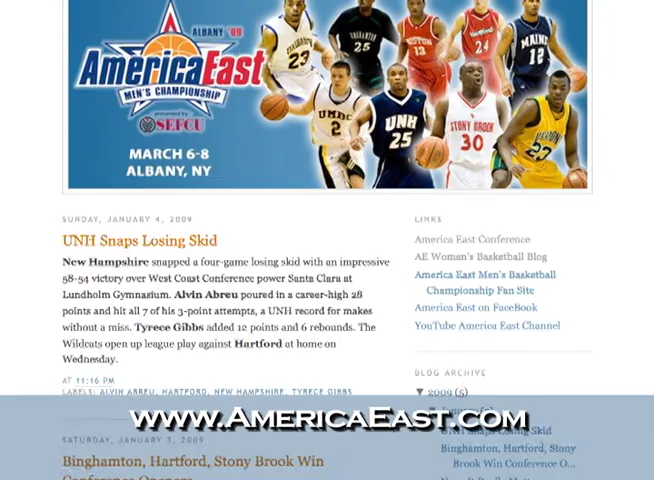 ALBANY '09
AmericaEast
MEN'S CHAMPIONSHIP
presented by
SEFCU
MARCH 6-8
ALBANY, NY
23
BINGHAMTON
25
BOSTON
13
HARTFORD
24
MAINE
12
UMBC
2
UNH
25
STONY BROOK
30
VERMONT
23
SUNDAY, JANUARY 4, 2009
UNH Snaps Losing Skid
New Hampshire snapped a four-game losing skid with an impressive
58-54 victory over West Coast Conference power Santa Clara at
Lundholm Gymnasium. Alvin Abreu poured in a career-high 28
points and hit all 7 of his 3-point attempts, a UNH record for makes
without a miss. Tyrece Gibbs added 12 points and 6 rebounds. The
Wildcats open up league play against Hartford at home on
Wednesday.
AT 11:16 PM
LABELS: ALVIN ABREU, HARTFORD, NEW HAMPSHIRE, TYRECE GIBBS
SATURDAY, JANUARY 3, 2009
Binghamton, Hartford, Stony Brook Win
Conference Openers
LINKS
America East Conference
AE Women's Basketball Blog
America East Men's Basketball
Championship Fan Site
America East on FaceBook
YouTube America East Channel
BLOG ARCHIVE
▼ 2009 (5)
UNH Snaps Losing Skid
Binghamton, Hartford, Stony
Brook Win Conference O...
www.AmericaEast.com